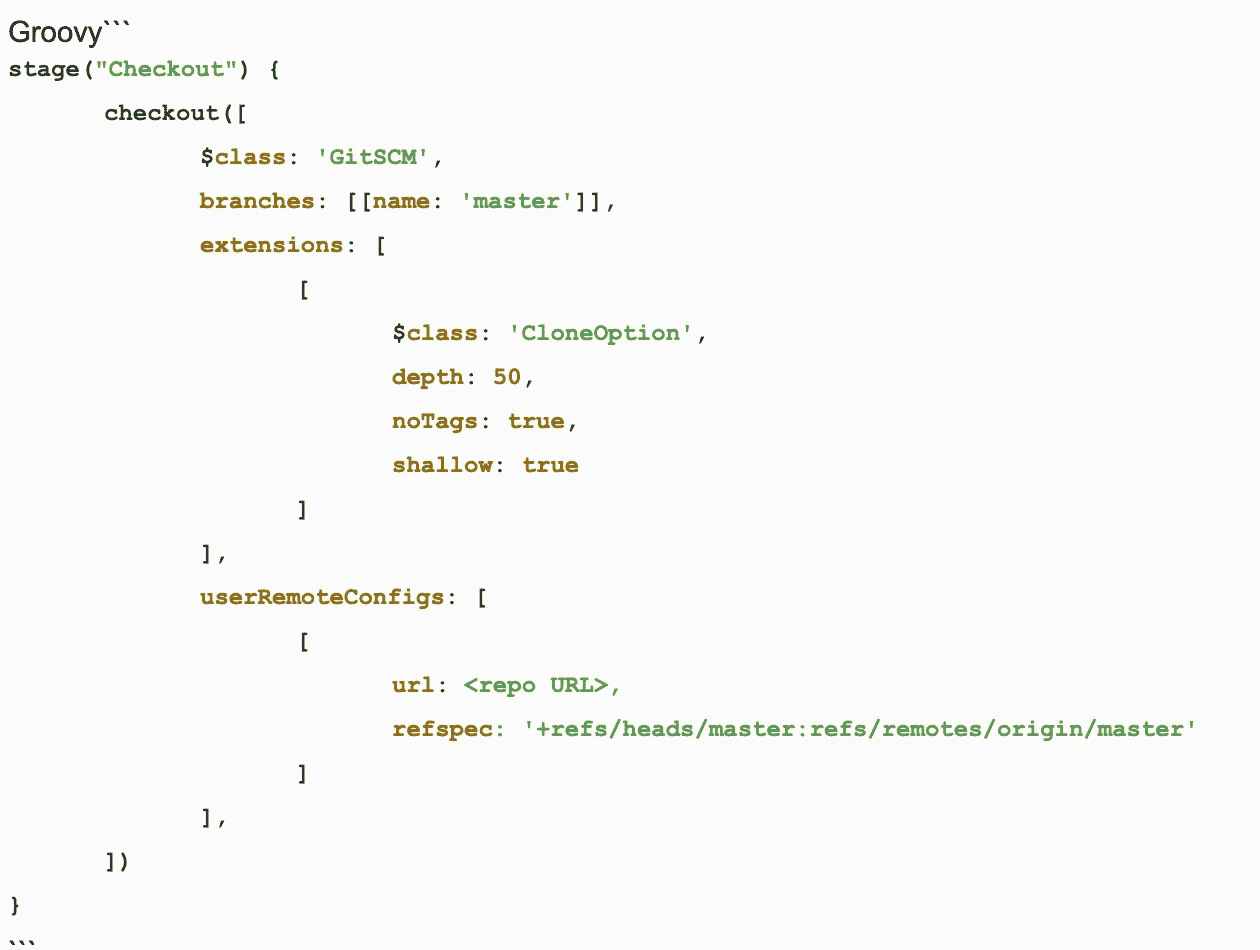 Groovy```
stage("Checkout") {
checkout([
$class: 'GitSCM',
branches: [[name: 'master']],
extensions: [
[
$class: 'CloneOption',
depth: 50,
noTags: true,
shallow: true
]
],
userRemoteConfigs: [
[
url: <repo URL>,
refspec: '+refs/heads/master:refs/remotes/origin/master'
]
],
])
}
```